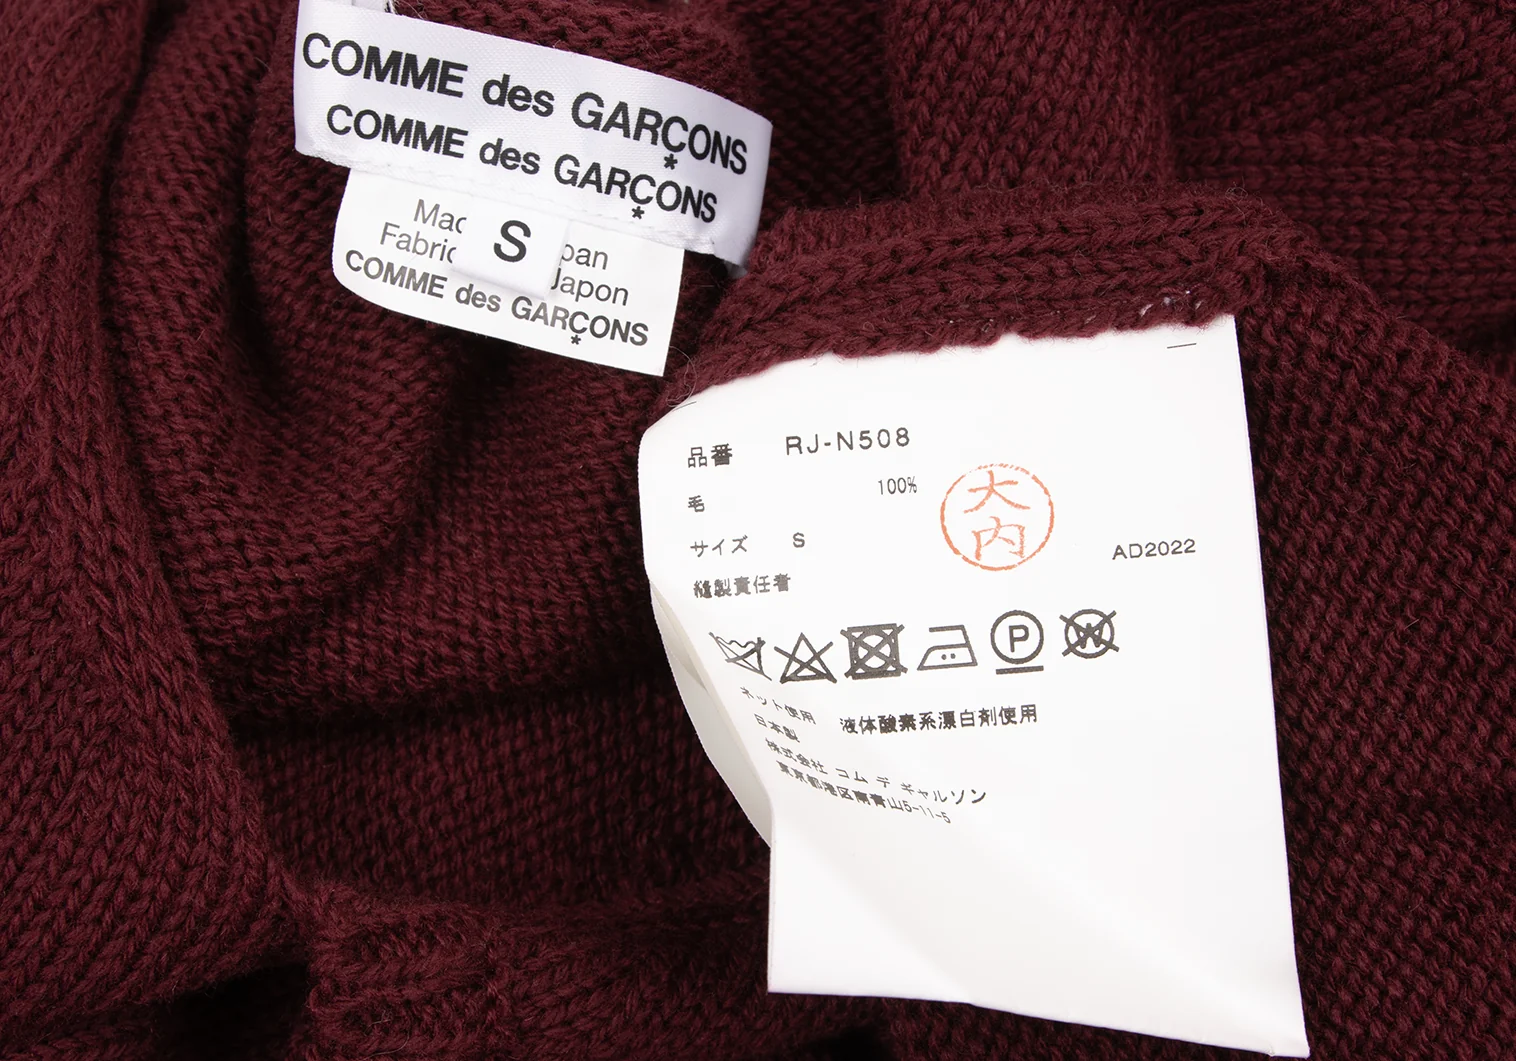 COMME des GARÇONS
COMME des GARÇONS
S
Japon
COMME des GARÇONS
品番 RJ-N508
毛 100%
大内
サイズ S
AD2022
縫製責任者
P
W
ネット使用 液体酸素系漂白剤使用
日本製
株式会社 コム デ ギャルソン
東京都港区南青山5-11-5